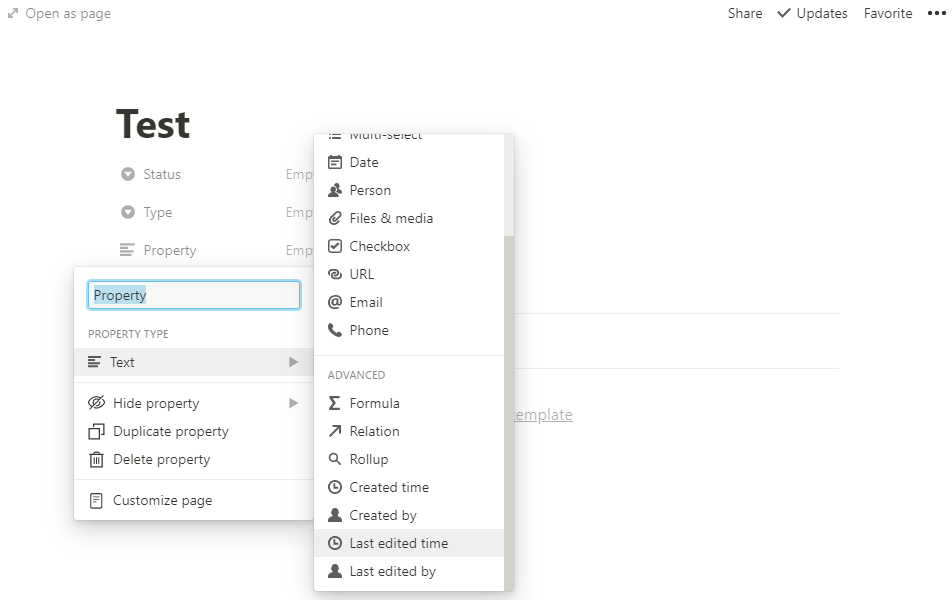 Open as page
Share
Updates
Favorite
Test
Status
Emp
Type
Emp
Property
Emp
Property
PROPERTY TYPE
Text
Hide property
Duplicate property
Delete property
Customize page
Multi-select
Date
Person
Files & media
Checkbox
URL
Email
Phone
ADVANCED
Formula
Relation
Rollup
Created time
Created by
Last edited time
Last edited by
template